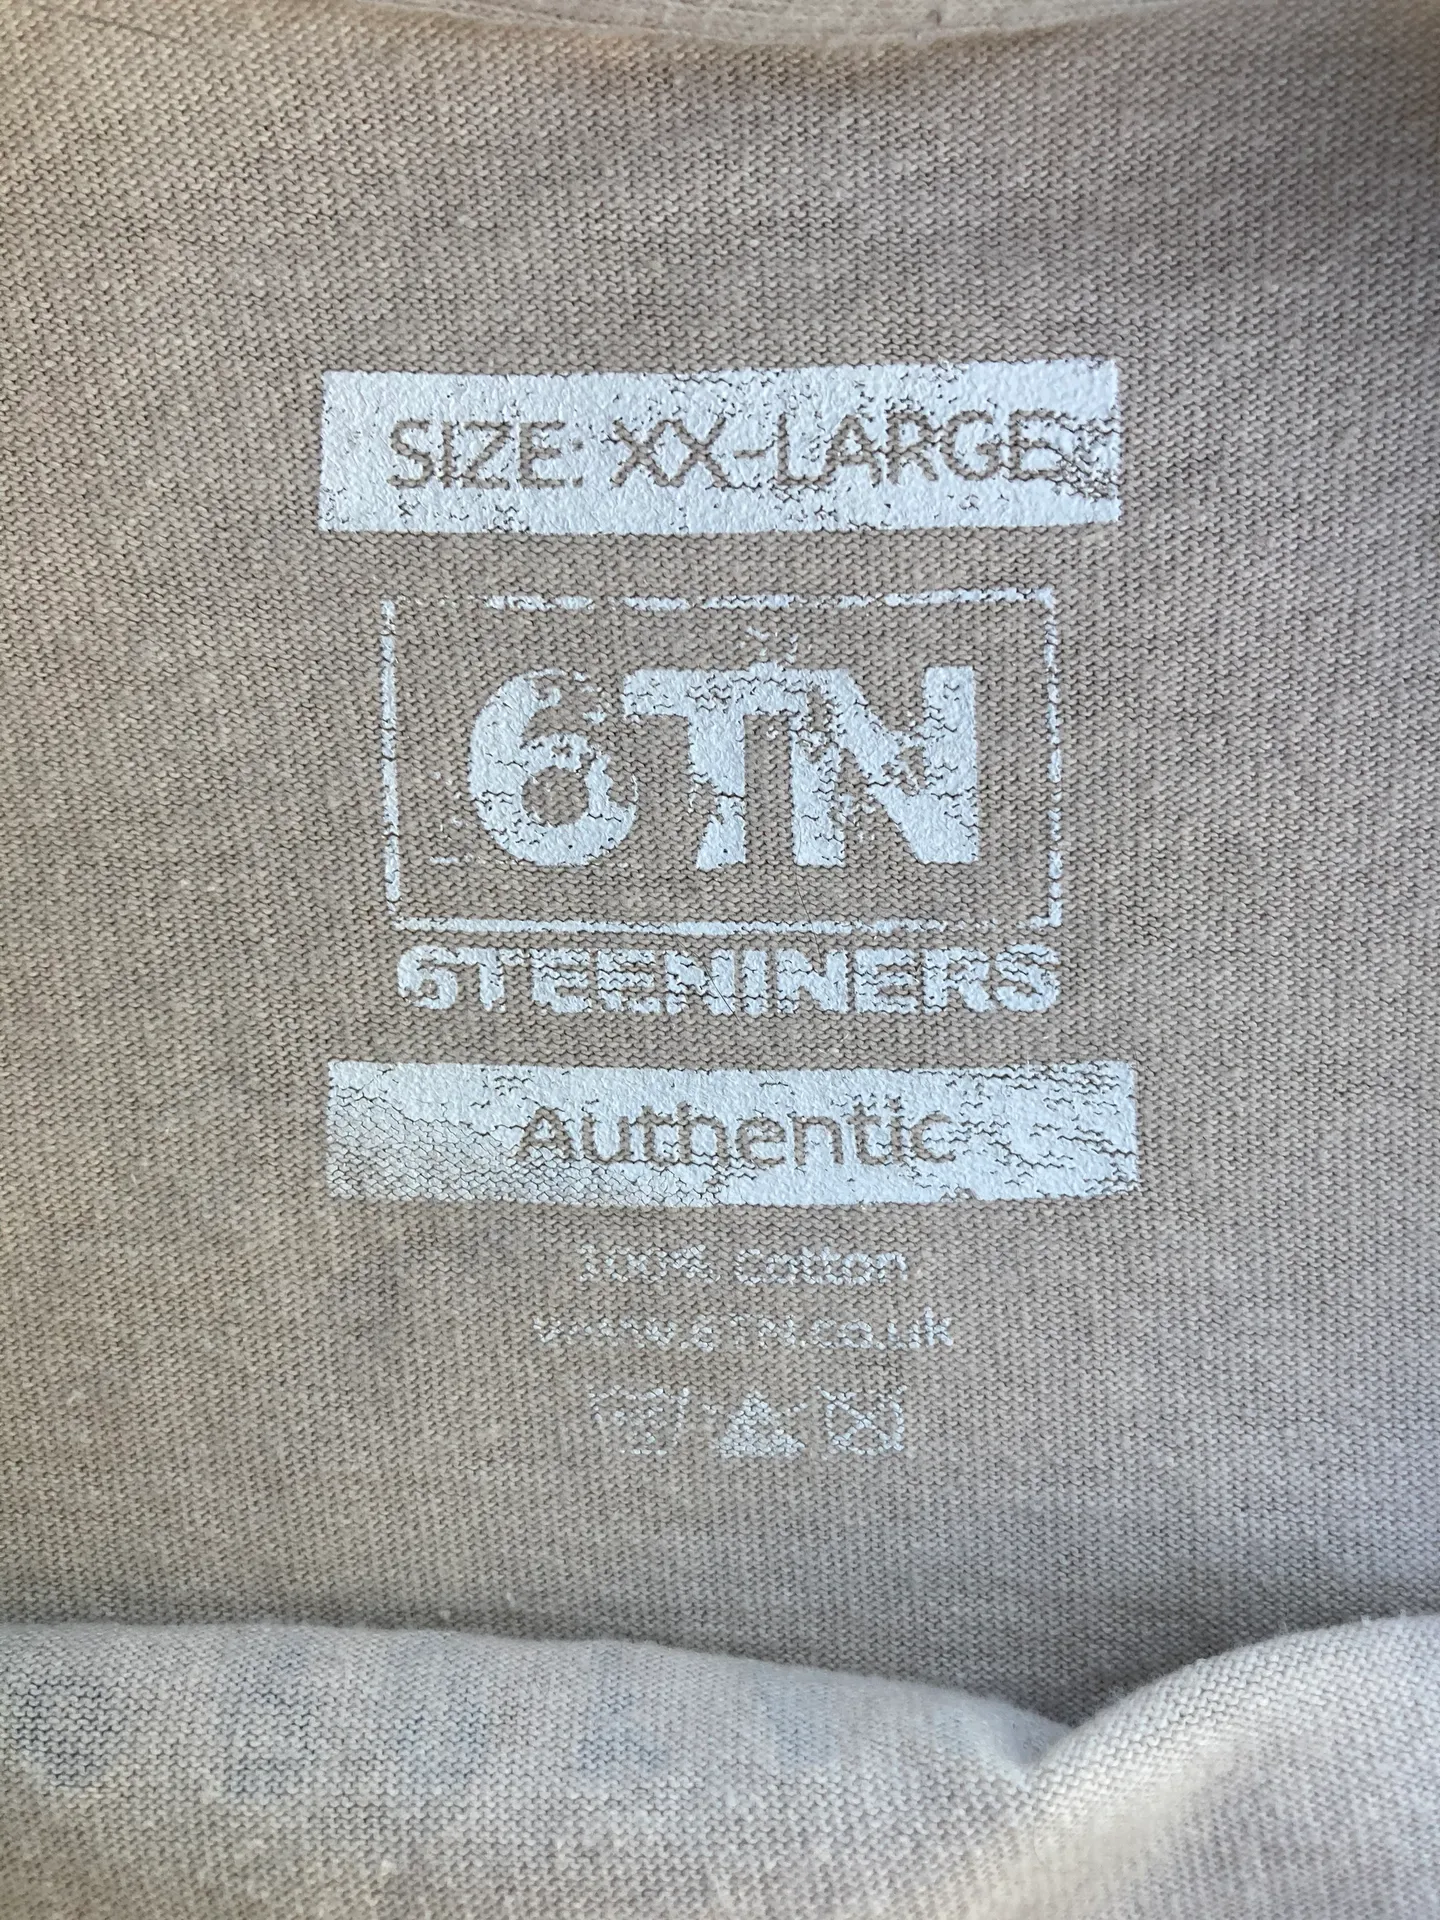 SIZE: XX-LARGE
6TN
6TEENINERS
Authentic
100% Cotton
www.6TN.co.uk